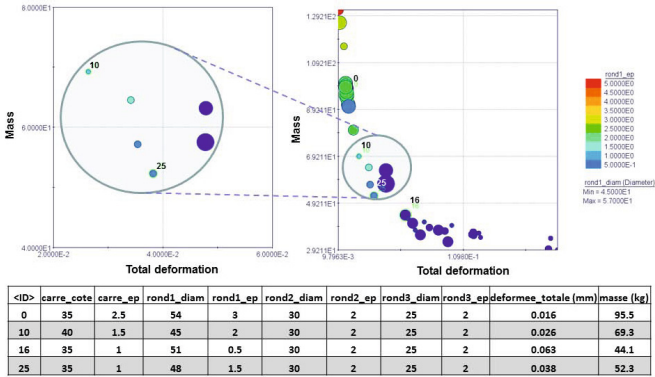 8.0000E1
6.0000E1
4.0000E1
Mass
10
25
2.0000E-2 4.0000E-2 6.0000E-2
Total deformation
1.2921E2
1.0921E2
8.9341E1
6.9211E1
4.9211E1
2.9211E1
Mass
0
10
25
16
9.7963E-3 1.0980E-1
Total deformation
rond1_ep
5.0000E0
4.5000E0
4.0000E0
3.5000E0
3.0000E0
2.5000E0
2.0000E0
1.5000E0
1.0000E0
5.0000E-1
rond1_diam (Diameter)
Min = 4.5000E1
Max = 5.7000E1
<ID> carre_cote carre_ep rond1_diam rond1_ep rond2_diam rond2_ep rond3_diam rond3_ep deformee_totale (mm) masse (kg)
0 35 2.5 54 3 30 2 25 2 0.016 95.5
10 40 1.5 45 2 30 2 25 2 0.026 69.3
16 35 1 51 0.5 30 2 25 2 0.063 44.1
25 35 1 48 1.5 30 2 25 2 0.038 52.3